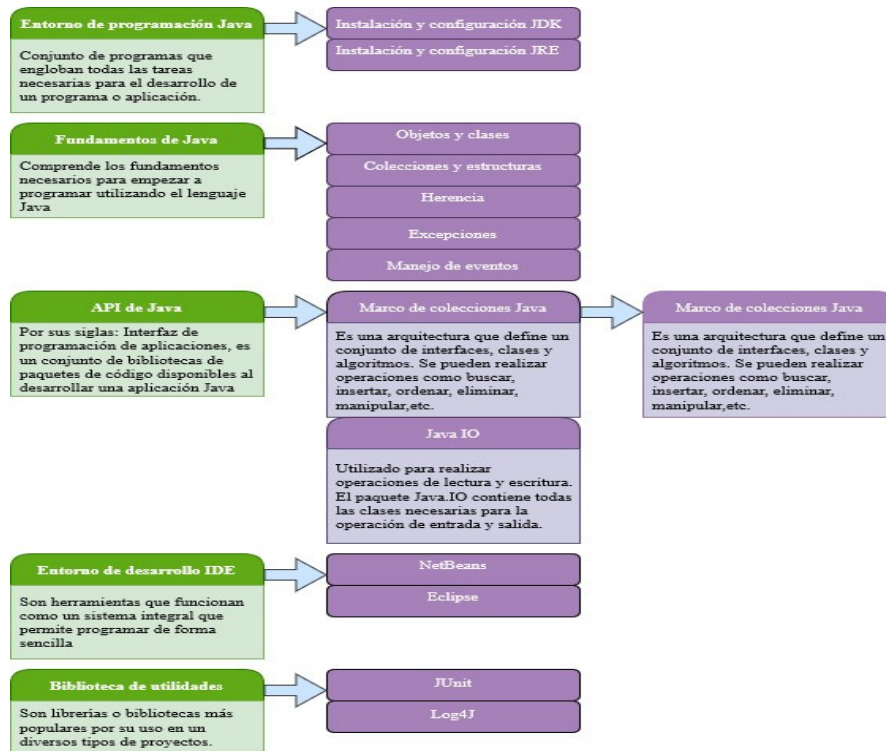 Entorno de programación Java
Conjunto de programas que
engloban todas las tareas
necesarias para el desarrollo de
un programa o aplicación.
Instalación y configuración JDK
Instalación y configuración JRE
Fundamentos de Java
Comprende los fundamentos
necesarios para empezar a
programar utilizando el lenguaje
Java
Objetos y clases
Colecciones y estructuras
Herencia
Excepciones
Manejo de eventos
API de Java
Por sus siglas: Interfaz de
programación de aplicaciones, es
un conjunto de bibliotecas de
paquetes de código disponibles al
desarrollar una aplicación Java
Marco de colecciones Java
Es una arquitectura que define un
conjunto de interfaces, clases y
algoritmos. Se pueden realizar
operaciones como buscar,
insertar, ordenar, eliminar,
manipular,etc.
Marco de colecciones Java
Es una arquitectura que define un
conjunto de interfaces, clases y
algoritmos. Se pueden realizar
operaciones como buscar,
insertar, ordenar, eliminar,
manipular,etc.
Java IO
Utilizado para realizar
operaciones de lectura y escritura.
El paquete Java.IO contiene todas
las clases necesarias para la
operación de entrada y salida.
Entorno de desarrollo IDE
Son herramientas que funcionan
como un sistema integral que
permite programar de forma
sencilla
NetBeans
Eclipse
Biblioteca de utilidades
Son librerías o bibliotecas más
populares por su uso en un
diversos tipos de proyectos.
JUnit
Log4J